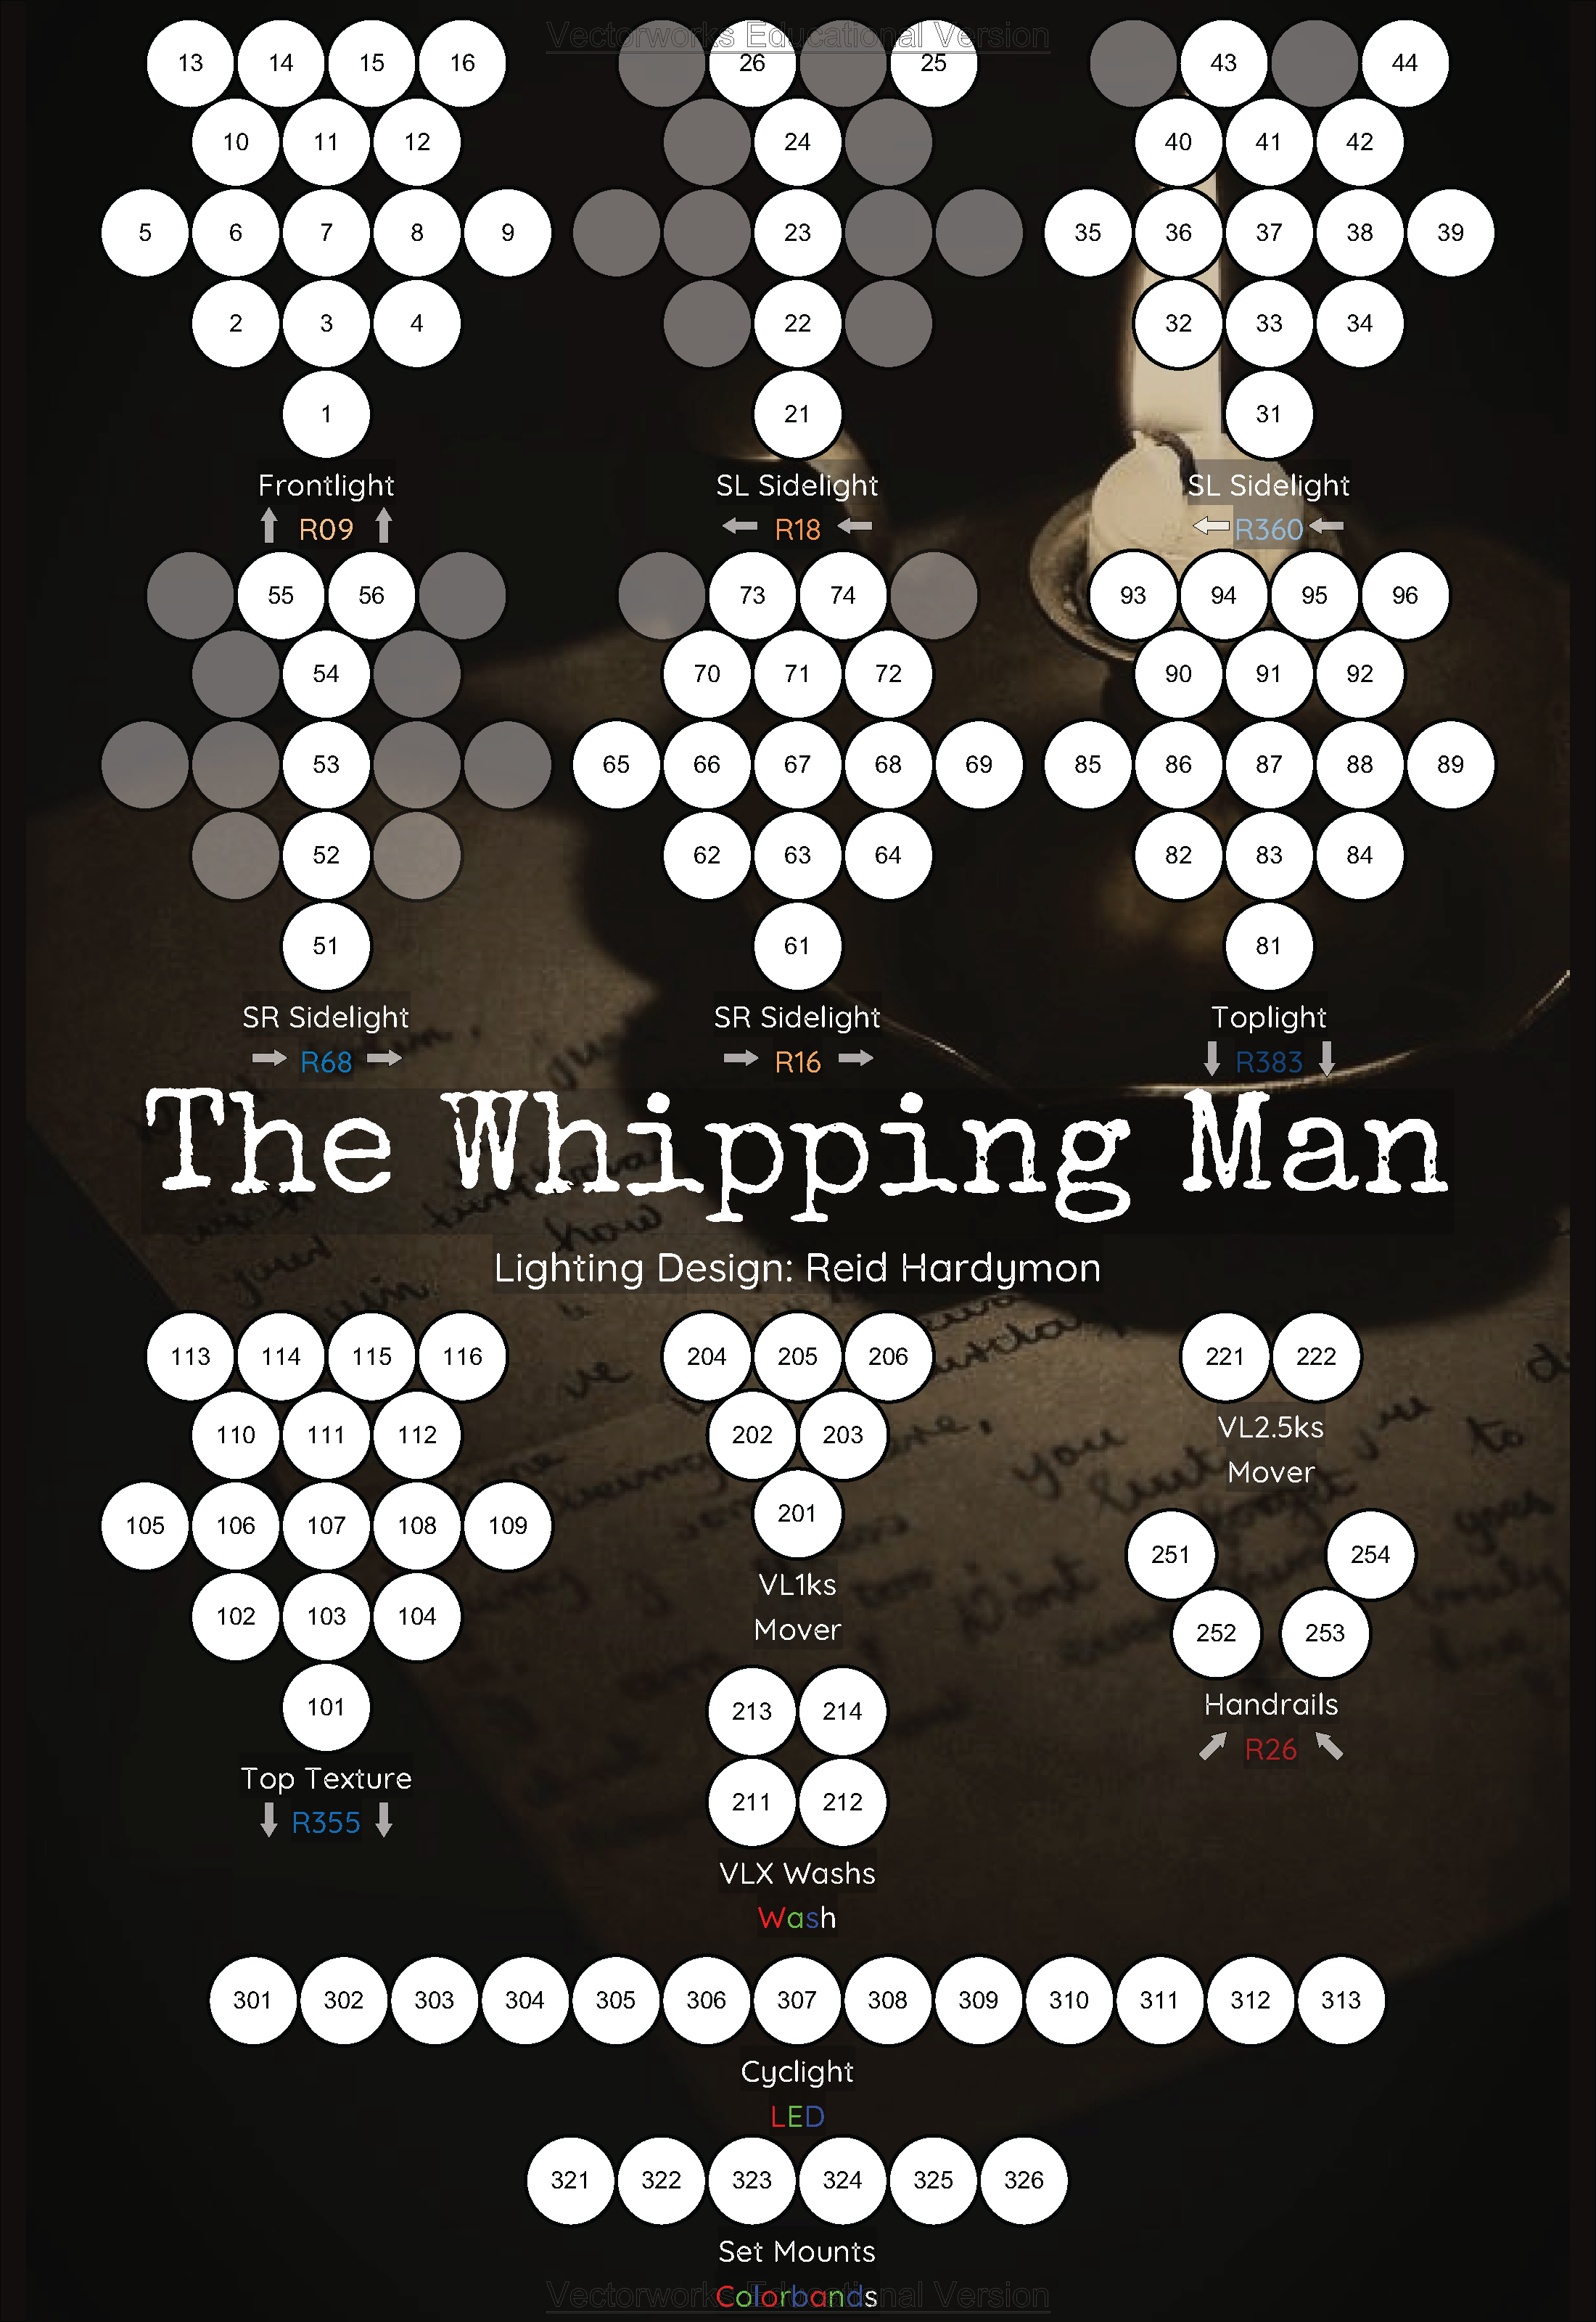 Vectorworks Educational Version
13 14 15 16
10 11 12
5 6 7 8 9
2 3 4
1
Frontlight
R09
26 25
24
23
22
21
SL Sidelight
R18
43 44
40 41 42
35 36 37 38 39
32 33 34
31
SL Sidelight
R360
55 56
54
53
52
51
SR Sidelight
R68
73 74
70 71 72
65 66 67 68 69
62 63 64
61
SR Sidelight
R16
93 94 95 96
90 91 92
85 86 87 88 89
82 83 84
81
Toplight
R383
The Whipping Man
Lighting Design: Reid Hardymon
113 114 115 116
110 111 112
105 106 107 108 109
102 103 104
101
Top Texture
R355
204 205 206
202 203
201
VL1ks
Mover
213 214
211 212
VLX Washs
Wash
221 222
VL2.5ks
Mover
251 254
252 253
Handrails
R26
301 302 303 304 305 306 307 308 309 310 311 312 313
Cyclight
LED
321 322 323 324 325 326
Set Mounts
Colorbands
Vectorworks Educational Version